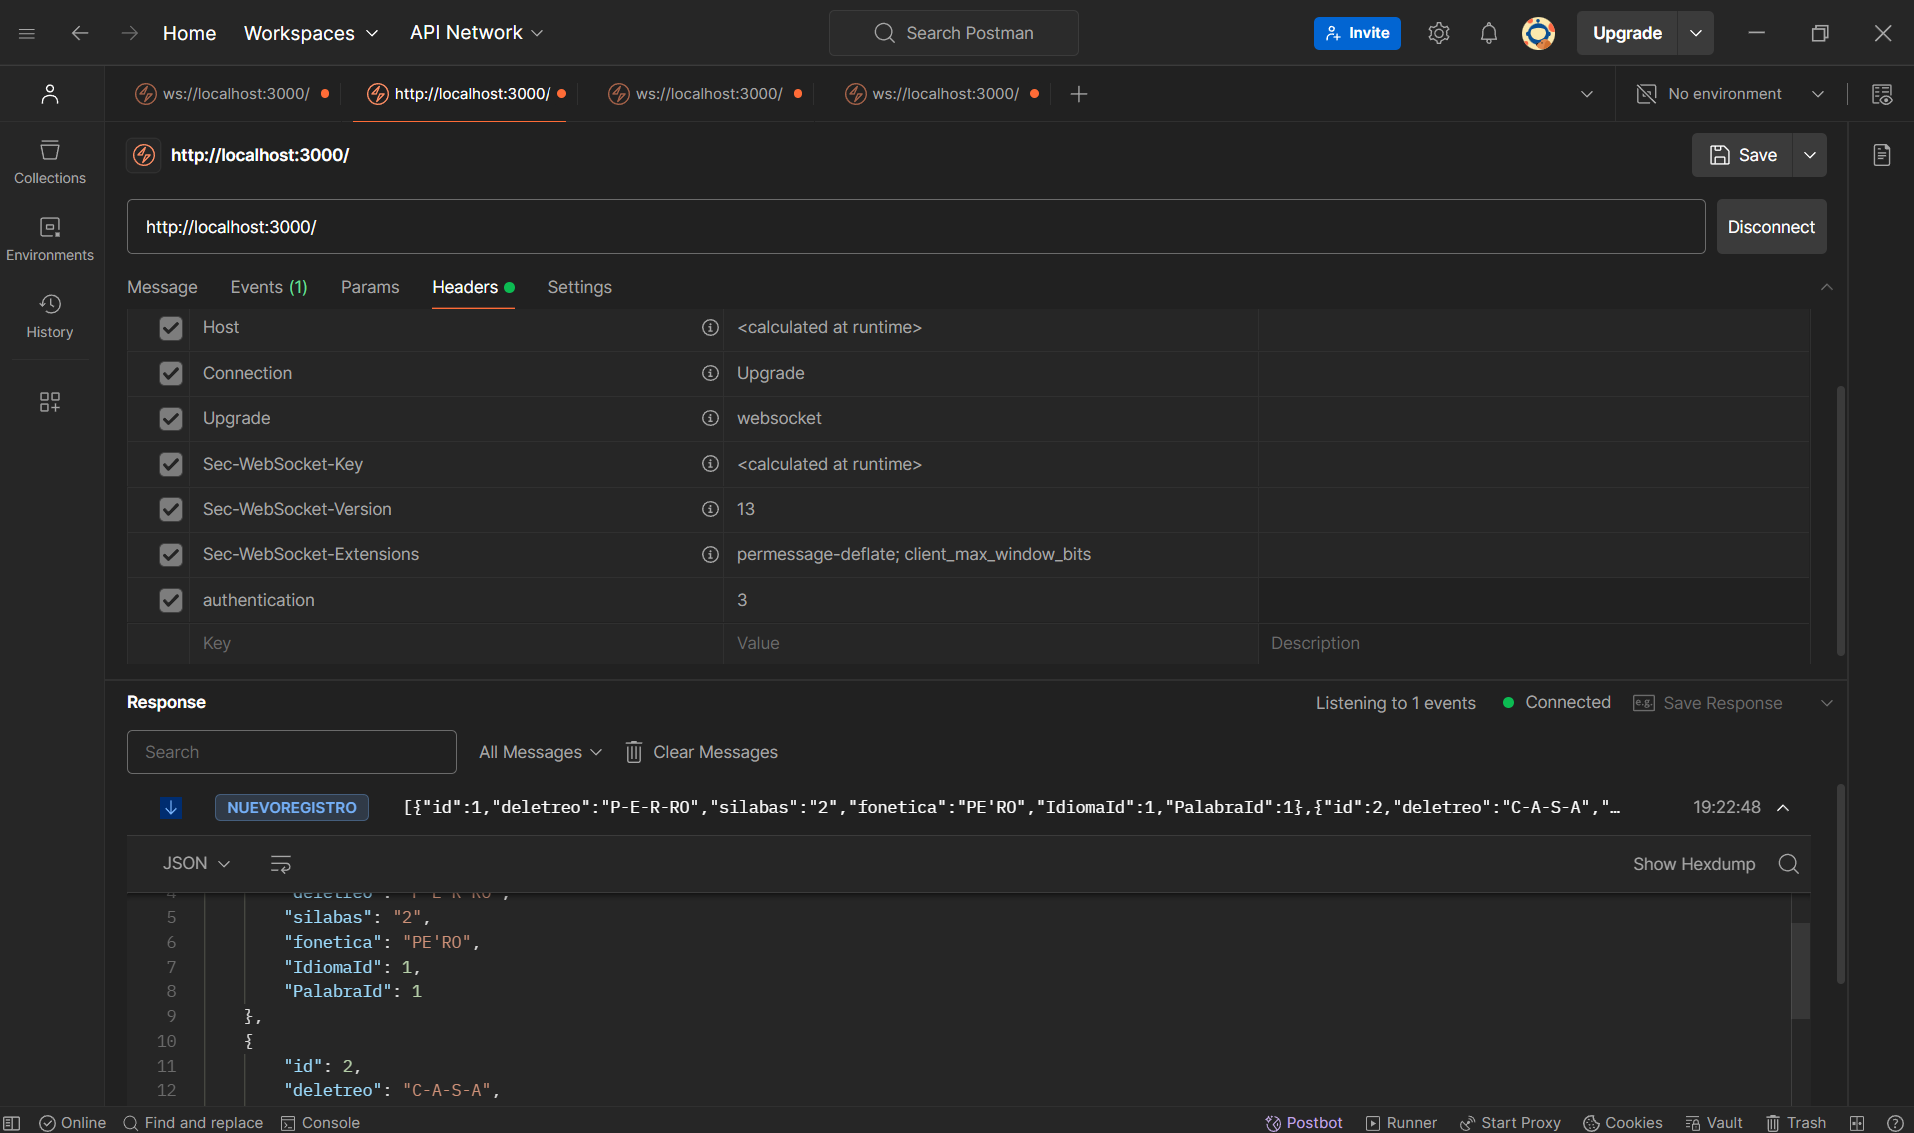 Home Workspaces API Network Search Postman Invite Upgrade
ws://localhost:3000/ http://localhost:3000/ ws://localhost:3000/ ws://localhost:3000/ No environment
http://localhost:3000/ Save
Collections
http://localhost:3000/ Disconnect
Environments
Message Events (1) Params Headers Settings
History
Host <calculated at runtime>
Connection Upgrade
Upgrade websocket
Sec-WebSocket-Key <calculated at runtime>
Sec-WebSocket-Version 13
Sec-WebSocket-Extensions permessage-deflate; client_max_window_bits
authentication 3
Key Value Description
Response Listening to 1 events Connected e.g. Save Response
Search All Messages Clear Messages
NUEVOREGISTRO [{"id":1,"deletreo":"P-E-R-RO","silabas":"2","fonetica":"PE'RO","IdiomaId":1,"PalabraId":1},{"id":2,"deletreo":"C-A-S-A","… 19:22:48
JSON Show Hexdump
4 "deletreo": "P-E-R-RO",
5 "silabas": "2",
6 "fonetica": "PE'RO",
7 "IdiomaId": 1,
8 "PalabraId": 1
9 },
10 {
11 "id": 2,
12 "deletreo": "C-A-S-A",
Online Find and replace Console Postbot Runner Start Proxy Cookies Vault Trash